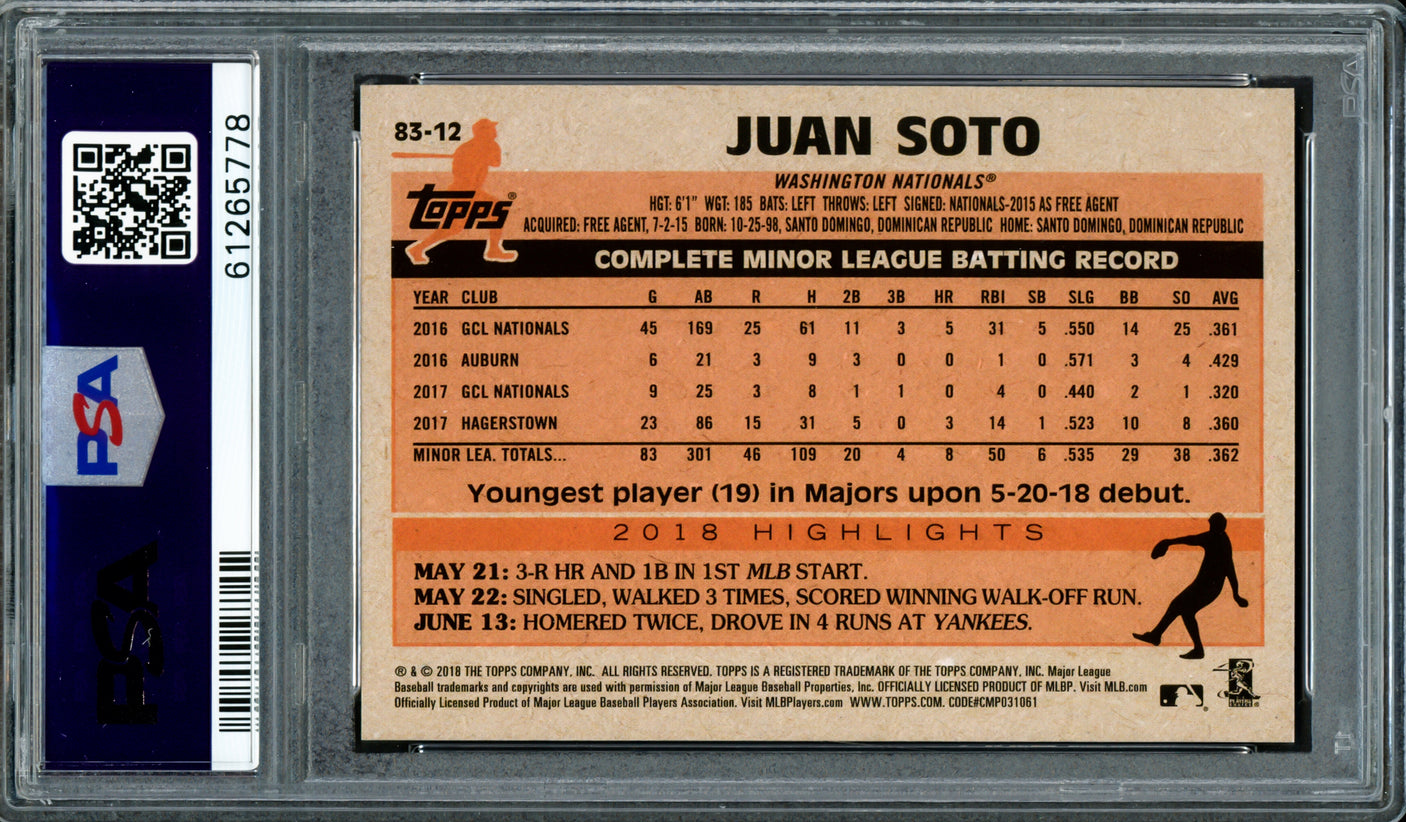 61265778
PSA
PSA
PSA
83-12
JUAN SOTO
Topps®
WASHINGTON NATIONALS®
HGT: 6'1" WGT: 185 BATS: LEFT THROWS: LEFT SIGNED: NATIONALS-2015 AS FREE AGENT
ACQUIRED: FREE AGENT, 7-2-15 BORN: 10-25-98, SANTO DOMINGO, DOMINICAN REPUBLIC HOME: SANTO DOMINGO, DOMINICAN REPUBLIC
COMPLETE MINOR LEAGUE BATTING RECORD
YEAR CLUB G AB R H 2B 3B HR RBI SB SLG BB SO AVG
2016 GCL NATIONALS 45 169 25 61 11 3 5 31 5 .550 14 25 .361
2016 AUBURN 6 21 3 9 3 0 0 1 0 .571 3 4 .429
2017 GCL NATIONALS 9 25 3 8 1 1 0 4 0 .440 2 1 .320
2017 HAGERSTOWN 23 86 15 31 5 0 3 14 1 .523 10 8 .360
MINOR LEA. TOTALS... 83 301 46 109 20 4 8 50 6 .535 29 38 .362
Youngest player (19) in Majors upon 5-20-18 debut.
2018 HIGHLIGHTS
MAY 21: 3-R HR AND 1B IN 1ST MLB START.
MAY 22: SINGLED, WALKED 3 TIMES, SCORED WINNING WALK-OFF RUN.
JUNE 13: HOMERED TWICE, DROVE IN 4 RUNS AT YANKEES.
® & © 2018 THE TOPPS COMPANY, INC. ALL RIGHTS RESERVED. TOPPS IS A REGISTERED TRADEMARK OF THE TOPPS COMPANY, INC. Major League
Baseball trademarks and copyrights are used with permission of Major League Baseball Properties, Inc. OFFICIALLY LICENSED PRODUCT OF MLBP. Visit MLB.com
Officially Licensed Product of Major League Baseball Players Association. Visit MLBPlayers.com WWW.TOPPS.COM. CODE#CMP031061